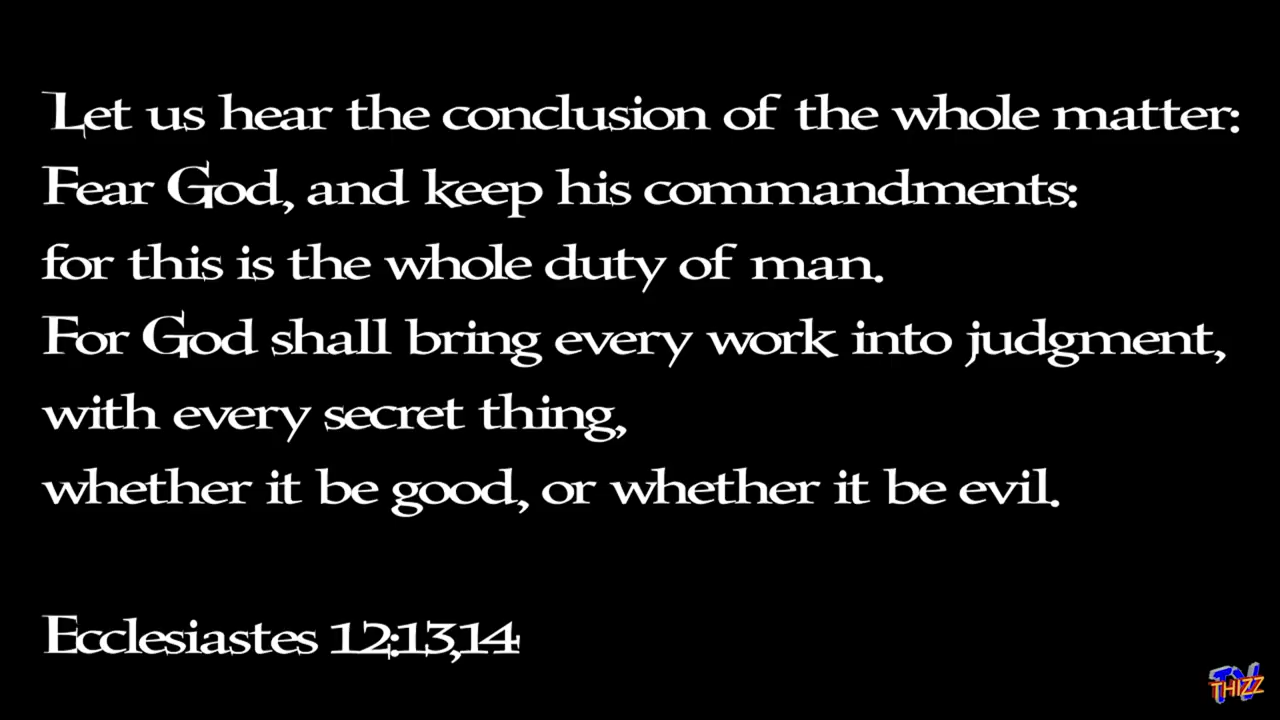 Let us hear the conclusion of the whole matter:
Fear God, and keep his commandments:
for this is the whole duty of man.
For God shall bring every work into judgment,
with every secret thing,
whether it be good, or whether it be evil.
Ecclesiastes 12:13,14
TV
THIZZ